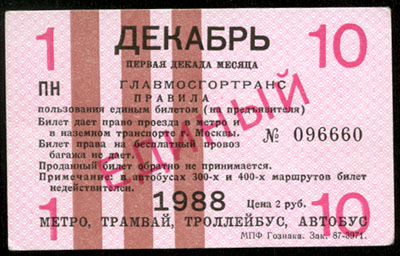 1 ДЕКАБРЬ 10
ПЕРВАЯ ДЕКАДА МЕСЯЦА
ПН ГЛАВМОСГОРТРАНС
ПРАВИЛА
пользования единым билетом (на предъявителя)
Билет дает право проезда в метро и
в наземном транспорте г. Москвы.
Билет права на бесплатный провоз
багажа не дает.
№ 096660
Проданный билет обратно не принимается.
Примечание: в автобусах 300-х и 400-х маршрутов билет
недействителен.
ЕДИНЫЙ
1 1988 Цена 2 руб. 10
МЕТРО, ТРАМВАЙ, ТРОЛЛЕЙБУС, АВТОБУС
МПФ Гознака. Зак. 87-3971.